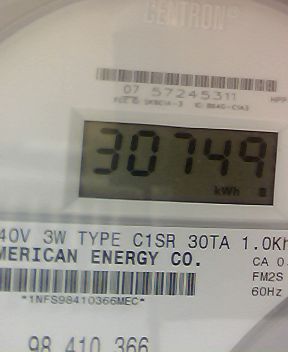 CENTRON®
07 57245311
30749
kWh
40V 3W TYPE C1SR 30TA 1.0Kh
MERICAN ENERGY CO.
CA 0.
FM2S
60Hz
*1NFS98410366MEC*
98 410 366